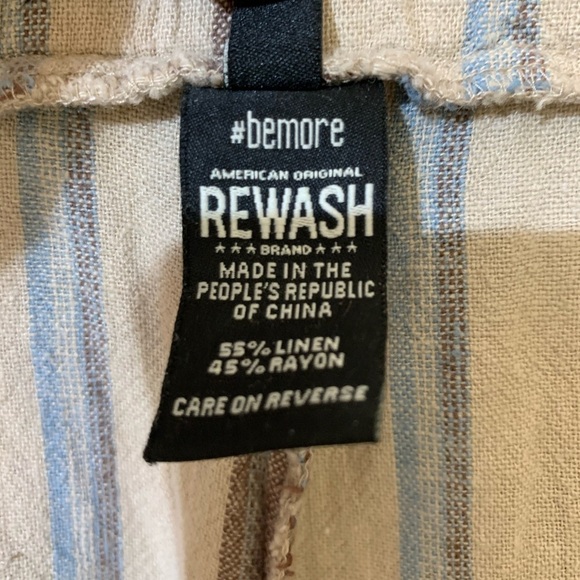 #bemore
AMERICAN ORIGINAL
REWASH
★★★ BRAND ★★★
MADE IN THE
PEOPLE'S REPUBLIC
OF CHINA
55% LINEN
45% RAYON
CARE ON REVERSE